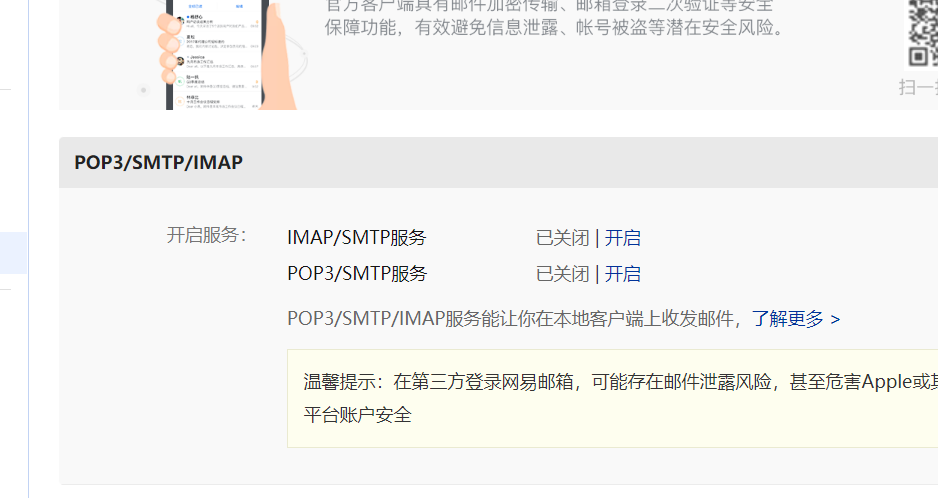 官方客户端具有邮件加密传输、邮箱登录二次验证等安全
保障功能，有效避免信息泄露、帐号被盗等潜在安全风险。
扫一
POP3/SMTP/IMAP
开启服务：
IMAP/SMTP服务
已关闭 | 开启
POP3/SMTP服务
已关闭 | 开启
POP3/SMTP/IMAP服务能让你在本地客户端上收发邮件，了解更多 >
温馨提示：在第三方登录网易邮箱，可能存在邮件泄露风险，甚至危害Apple或
平台账户安全